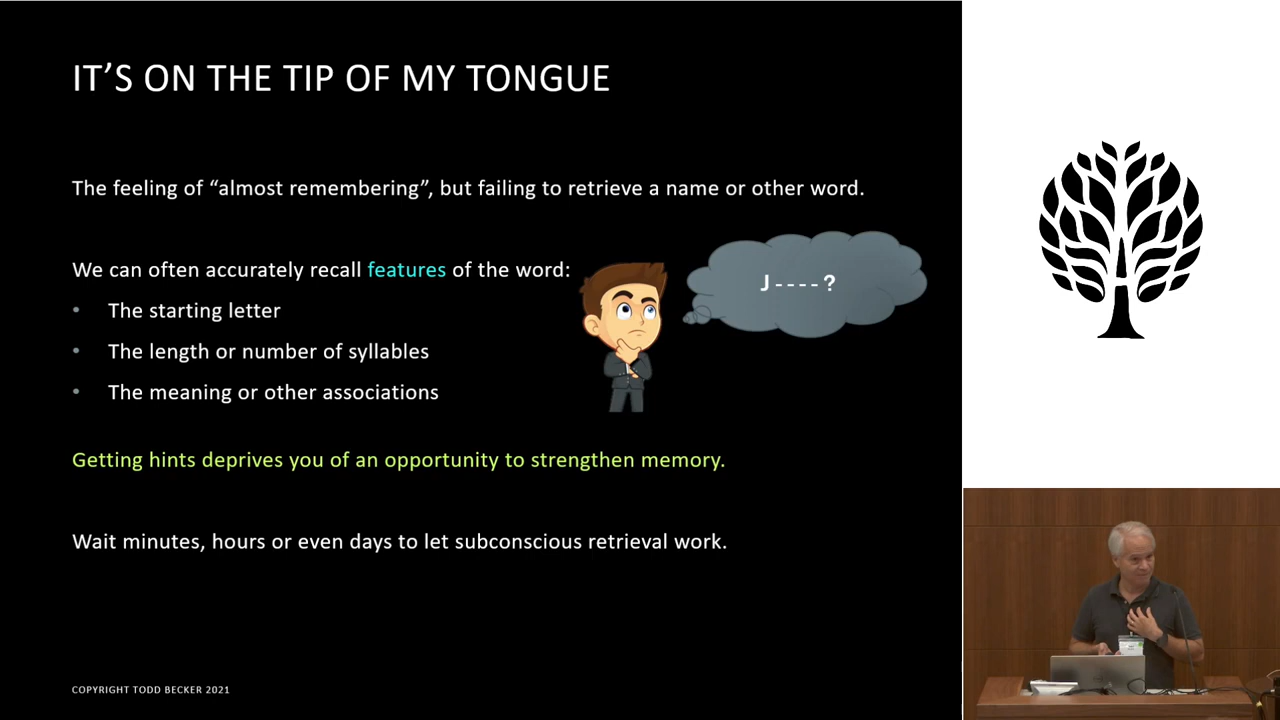 IT’S ON THE TIP OF MY TONGUE
The feeling of “almost remembering”, but failing to retrieve a name or other word.
We can often accurately recall features of the word:
J - - - - ?
• The starting letter
• The length or number of syllables
• The meaning or other associations
Getting hints deprives you of an opportunity to strengthen memory.
Wait minutes, hours or even days to let subconscious retrieval work.
COPYRIGHT TODD BECKER 2021